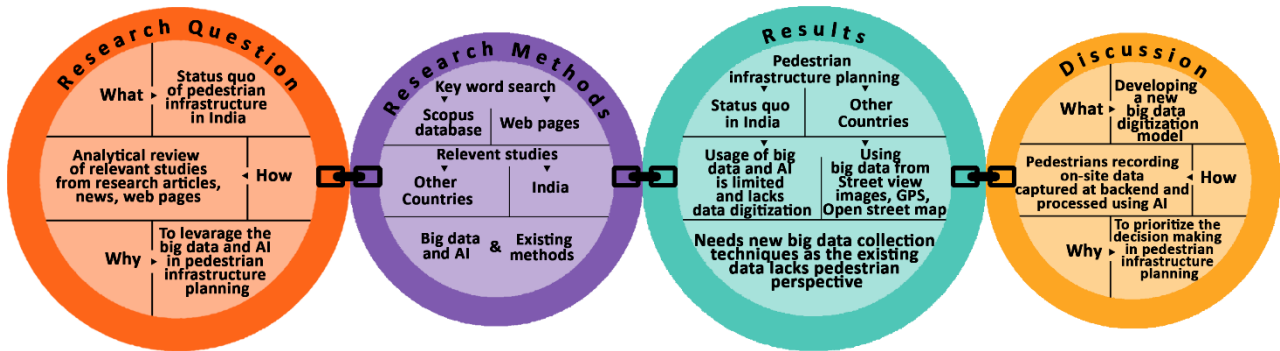 Research Question
What
Status quo
of pedestrian
infrastructure
in India
Analytical review
of relevant studies
from research articles,
news, web pages
How
Why
To levarage the
big data and AI
in pedestrian
infrastructure
planning
Research Methods
Key word search
Scopus
database
Web pages
Relevent studies
Other
Countries
India
Big data
and AI
&
Existing
methods
Results
Pedestrian
infrastructure planning
Status quo
in India
Other
Countries
Usage of big
data and AI
is limited
and lacks
data digitization
Using
big data from
Street view
images, GPS,
Open street map
Needs new big data collection
techniques as the existing
data lacks pedestrian
perspective
Discussion
What
Developing
a new
big data
digitization
model
Pedestrians recording
on-site data
captured at backend and
processed using AI
How
Why
To prioritize the
decision making
in pedestrian
infrastructure
planning